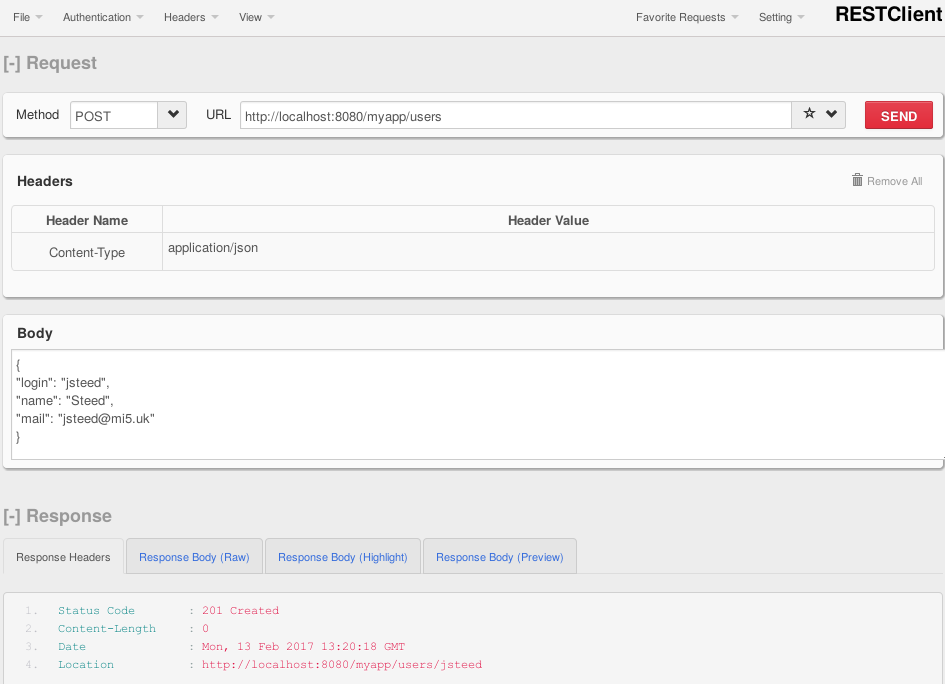 File Authentication Headers View Favorite Requests Setting RESTClient
[-] Request
Method POST URL http://localhost:8080/myapp/users SEND
Headers Remove All
Header Name Header Value
Content-Type application/json
Body
{
"login": "jsteed",
"name": "Steed",
"mail": "jsteed@mi5.uk"
}
[-] Response
Response Headers Response Body (Raw) Response Body (Highlight) Response Body (Preview)
1. Status Code : 201 Created
2. Content-Length : 0
3. Date : Mon, 13 Feb 2017 13:20:18 GMT
4. Location : http://localhost:8080/myapp/users/jsteed